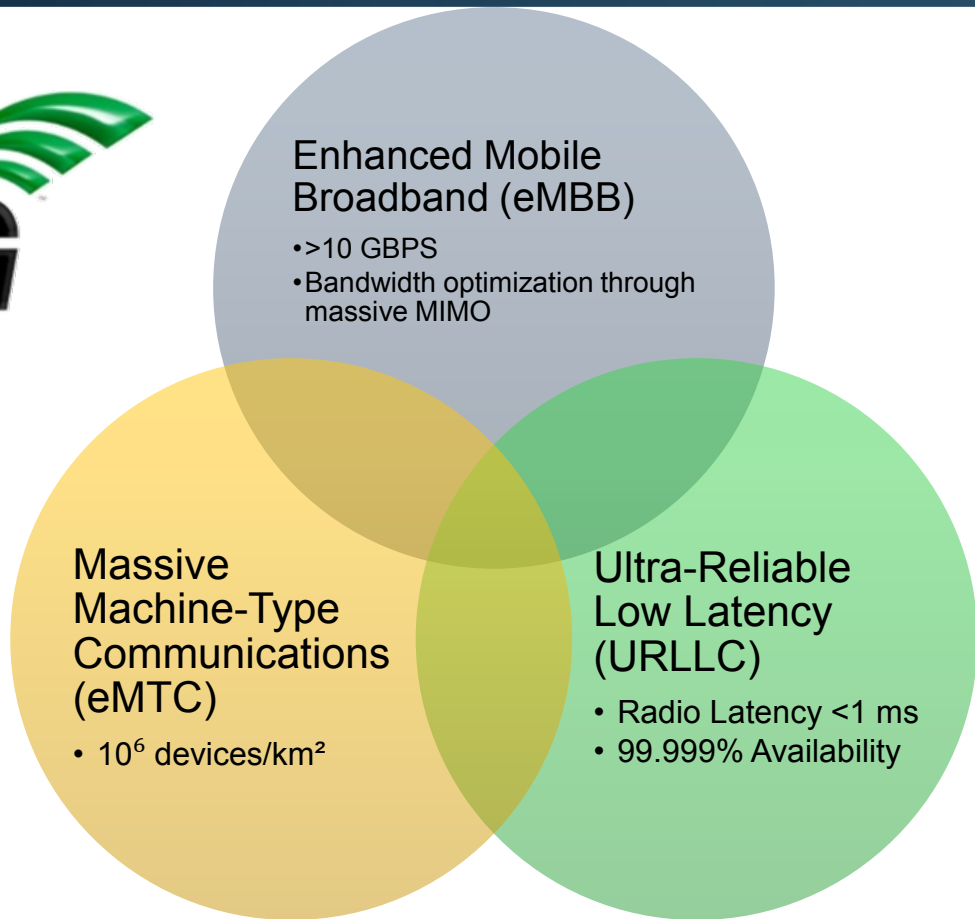 Enhanced Mobile
Broadband (eMBB)
•>10 GBPS
•Bandwidth optimization through
massive MIMO
Massive
Machine-Type
Communications
(eMTC)
• 10⁶ devices/km²
Ultra-Reliable
Low Latency
(URLLC)
• Radio Latency <1 ms
• 99.999% Availability